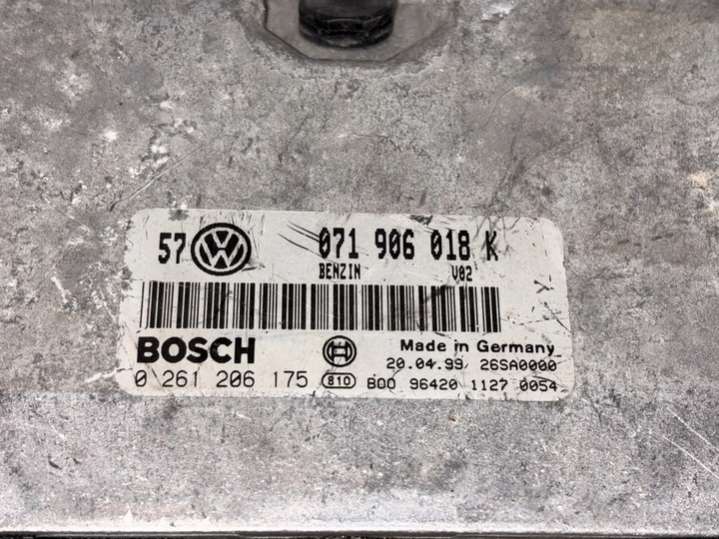 57 071 906 018 K
BENZIN V02
BOSCH Made in Germany
20.04.99 26SA0000
0 261 206 175 810 B00 96420 1127 0054